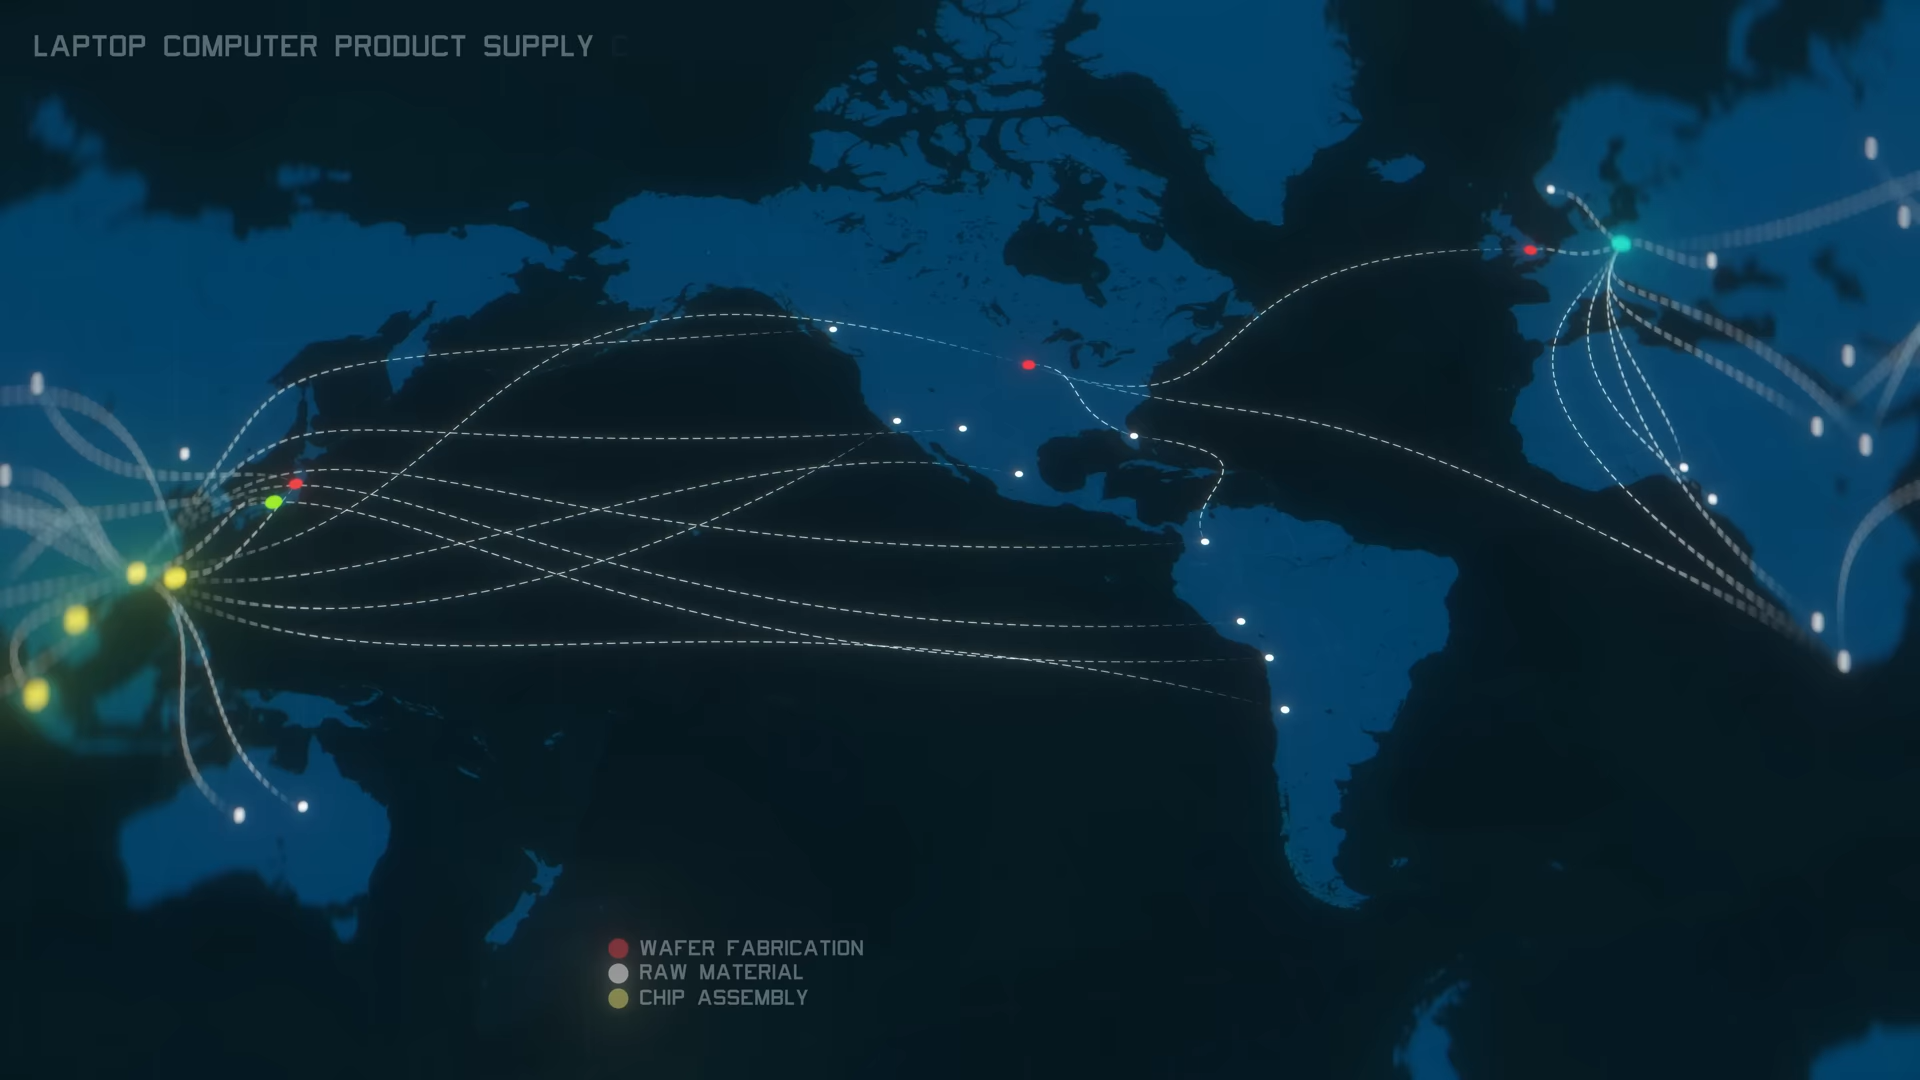 LAPTOP COMPUTER PRODUCT SUPPLY C
WAFER FABRICATION
RAW MATERIAL
CHIP ASSEMBLY